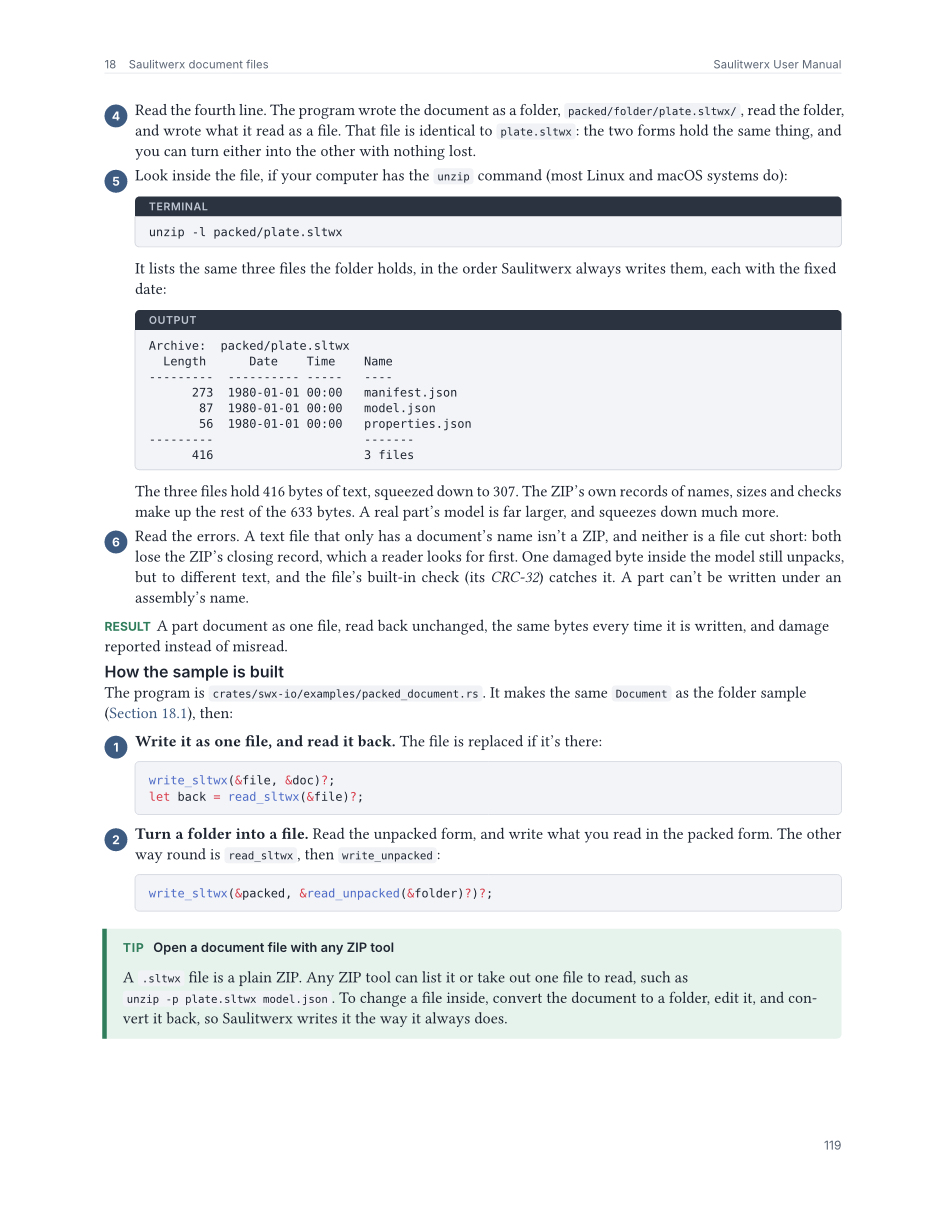 18 Saulitwerx document files
Saulitwerx User Manual
4 Read the fourth line. The program wrote the document as a folder, packed/folder/plate.sltwx/, read the folder,
and wrote what it read as a file. That file is identical to plate.sltwx: the two forms hold the same thing, and
you can turn either into the other with nothing lost.
5 Look inside the file, if your computer has the unzip command (most Linux and macOS systems do):
TERMINAL
unzip -l packed/plate.sltwx
It lists the same three files the folder holds, in the order Saulitwerx always writes them, each with the fixed
date:
OUTPUT
Archive:  packed/plate.sltwx
  Length      Date    Time    Name
---------  ---------- -----   ----
      273  1980-01-01 00:00   manifest.json
       87  1980-01-01 00:00   model.json
       56  1980-01-01 00:00   properties.json
---------                     -------
      416                     3 files
The three files hold 416 bytes of text, squeezed down to 307. The ZIP’s own records of names, sizes and checks
make up the rest of the 633 bytes. A real part’s model is far larger, and squeezes down much more.
6 Read the errors. A text file that only has a document’s name isn’t a ZIP, and neither is a file cut short: both
lose the ZIP’s closing record, which a reader looks for first. One damaged byte inside the model still unpacks,
but to different text, and the file’s built-in check (its CRC-32) catches it. A part can’t be written under an
assembly’s name.
RESULT A part document as one file, read back unchanged, the same bytes every time it is written, and damage
reported instead of misread.
How the sample is built
The program is crates/swx-io/examples/packed_document.rs. It makes the same Document as the folder sample
(Section 18.1), then:
1 Write it as one file, and read it back. The file is replaced if it’s there:
write_sltwx(&file, &doc)?;
let back = read_sltwx(&file)?;
2 Turn a folder into a file. Read the unpacked form, and write what you read in the packed form. The other
way round is read_sltwx, then write_unpacked:
write_sltwx(&packed, &read_unpacked(&folder)?)?;
TIP Open a document file with any ZIP tool
A .sltwx file is a plain ZIP. Any ZIP tool can list it or take out one file to read, such as
unzip -p plate.sltwx model.json. To change a file inside, convert the document to a folder, edit it, and con-
vert it back, so Saulitwerx writes it the way it always does.
119